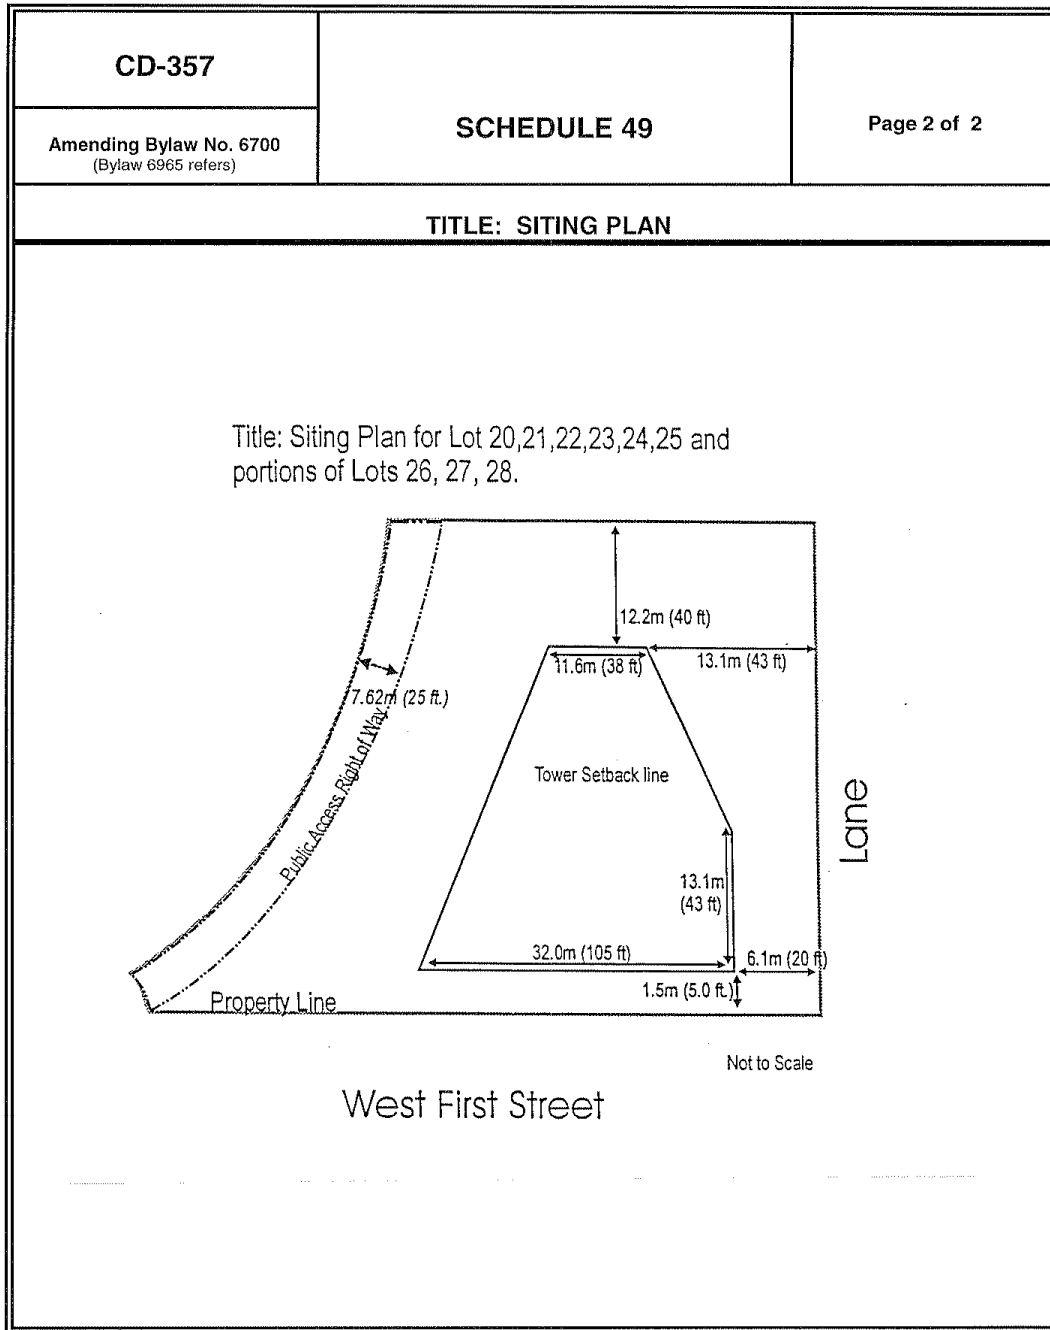 CD-357
Amending Bylaw No. 6700
(Bylaw 6965 refers)
SCHEDULE 49
Page 2 of 2
TITLE: SITING PLAN
Title: Siting Plan for Lot 20,21,22,23,24,25 and
portions of Lots 26, 27, 28.
12.2m (40 ft)
11.6m (38 ft)
13.1m (43 ft)
7.62m (25 ft.)
Public Access Right of Way
Tower Setback line
Lane
13.1m
(43 ft)
32.0m (105 ft)
6.1m (20 ft)
1.5m (5.0 ft.)
Property Line
Not to Scale
West First Street